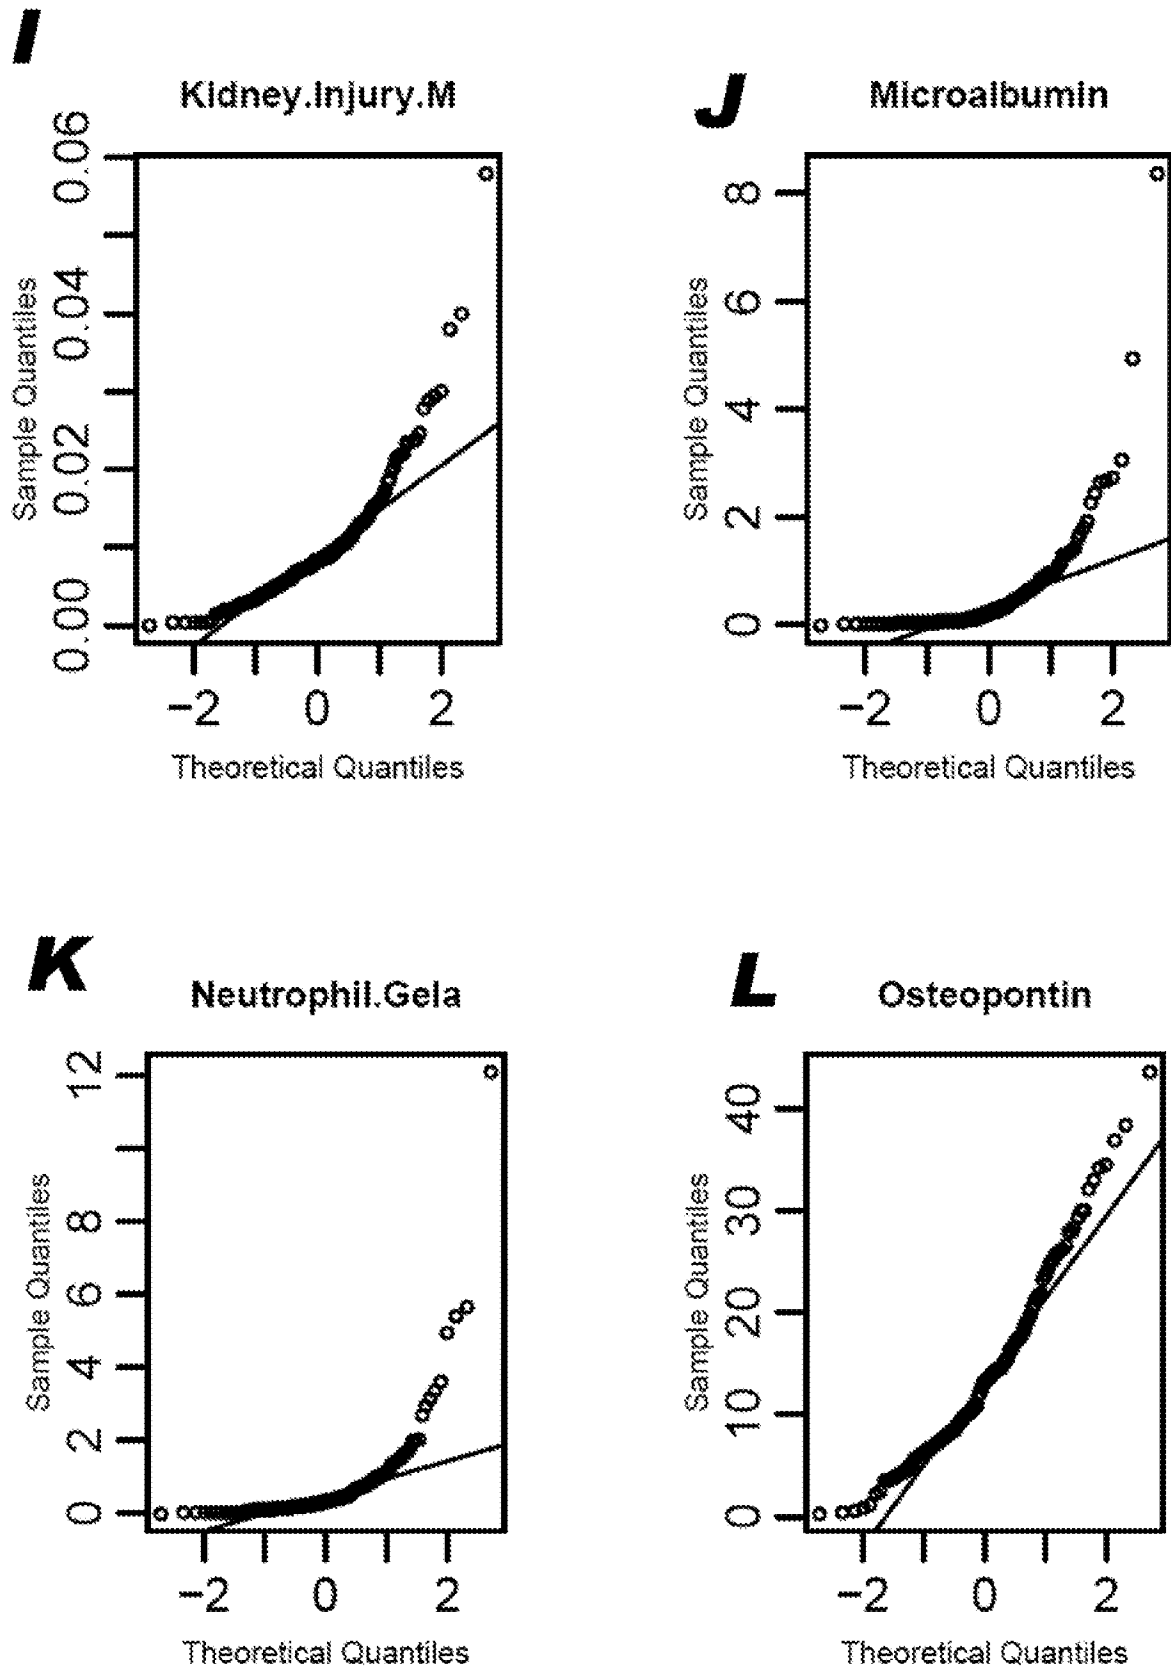 I
Kidney.Injury.M
Sample Quantiles
0.06
0.04
0.02
0.00
−2 0 2
Theoretical Quantiles
J
Microalbumin
Sample Quantiles
8
6
4
2
0
−2 0 2
Theoretical Quantiles
K
Neutrophil.Gela
Sample Quantiles
12
8
6
4
2
0
−2 0 2
Theoretical Quantiles
L
Osteopontin
Sample Quantiles
40
30
20
10
0
−2 0 2
Theoretical Quantiles